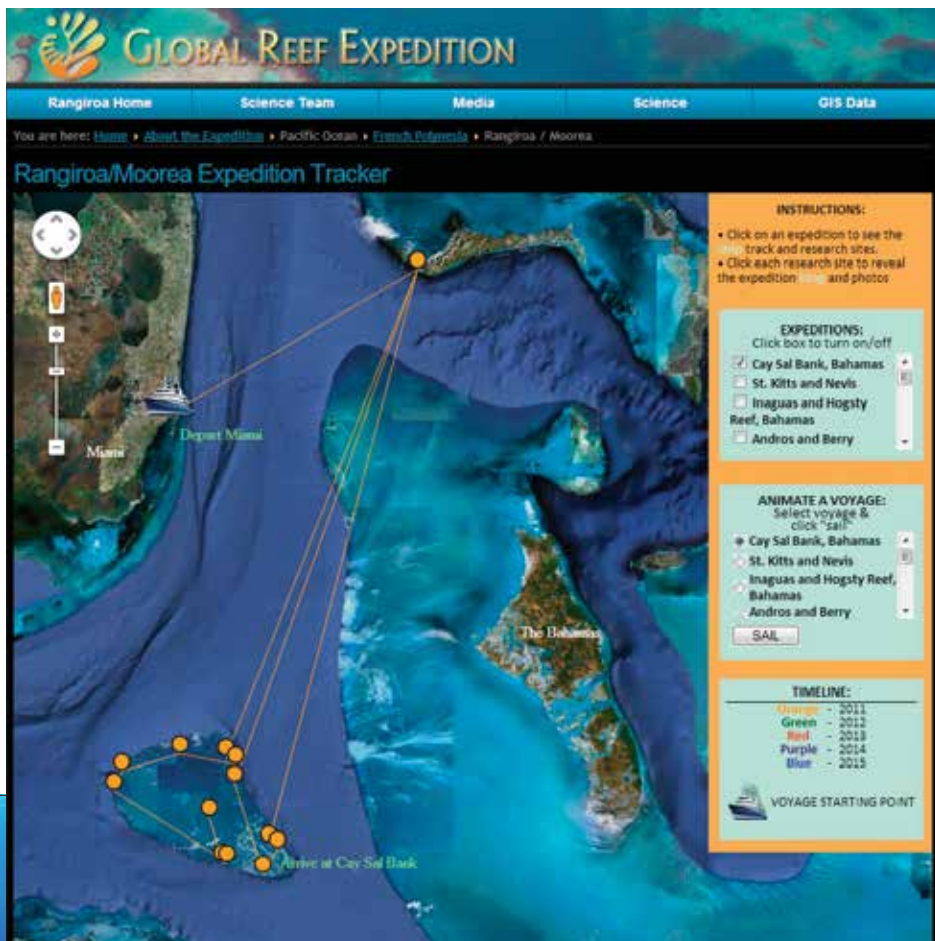 GLOBAL REEF EXPEDITION
Rangiroa Home
Science Team
Media
Science
GIS Data
You are here: Home › About the Expedition › Pacific Ocean › French Polynesia › Rangiroa / Moorea
Rangiroa/Moorea Expedition Tracker
INSTRUCTIONS:
• Click on an expedition to see the
track and research sites.
• Click each research site to reveal
the expedition and photos
EXPEDITIONS:
Click box to turn on/off
Cay Sal Bank, Bahamas
St. Kitts and Nevis
Inaguas and Hogsty
Reef, Bahamas
Andros and Berry
ANIMATE A VOYAGE:
Select voyage &
click "sail"
Cay Sal Bank, Bahamas
St. Kitts and Nevis
Inaguas and Hogsty Reef,
Bahamas
Andros and Berry
SAIL
TIMELINE:
Orange - 2011
Green - 2012
Red - 2013
Purple - 2014
Blue - 2015
VOYAGE STARTING POINT
Depart Miami
Miami
The Bahamas
Arrive at Cay Sal Bank